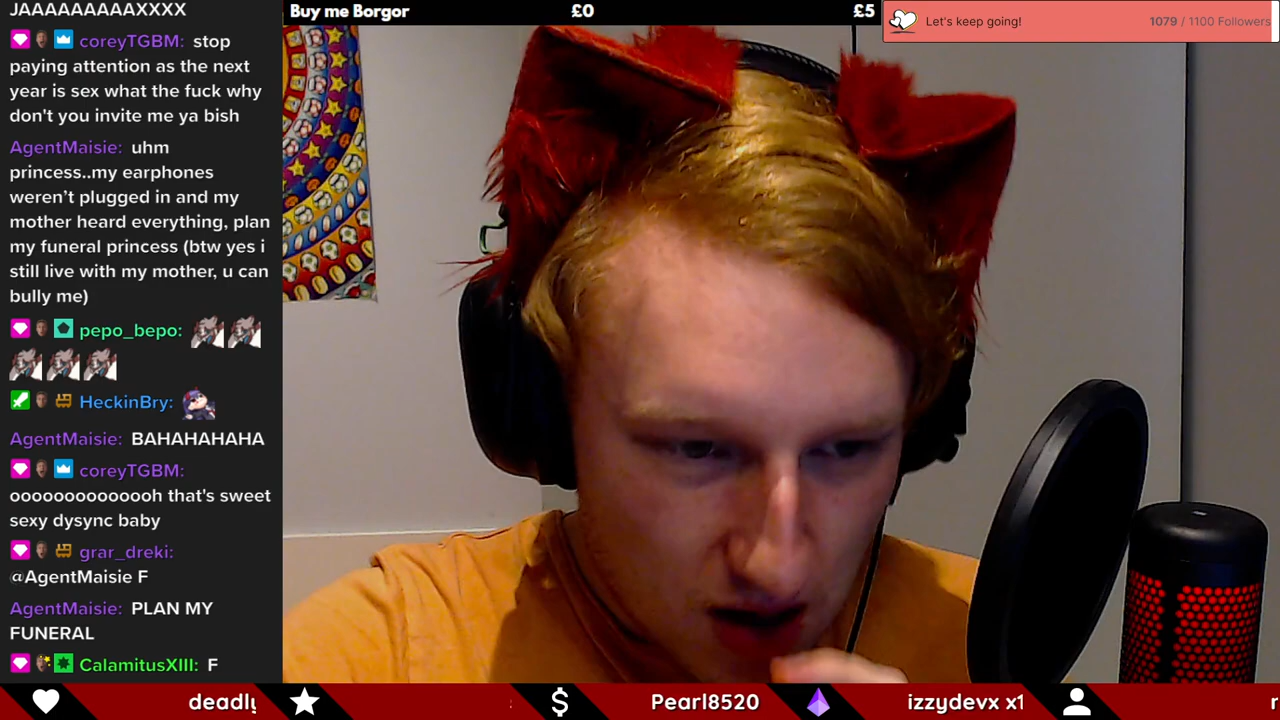 JAAAAAAAAAXXXX
coreyTGBM: stop
paying attention as the next
year is sex what the fuck why
don't you invite me ya bish
AgentMaisie: uhm
princess..my earphones
weren’t plugged in and my
mother heard everything, plan
my funeral princess (btw yes i
still live with my mother, u can
bully me)
pepo_bepo:
HeckinBry:
AgentMaisie: BAHAHAHAHA
coreyTGBM:
oooooooooooooh that's sweet
sexy dysync baby
grar_dreki:
@AgentMaisie F
AgentMaisie: PLAN MY
FUNERAL
CalamitusXIII: F
Buy me Borgor £0 £5
Let's keep going! 1079 / 1100 Followers
deadly Pearl8520 izzydevx x1